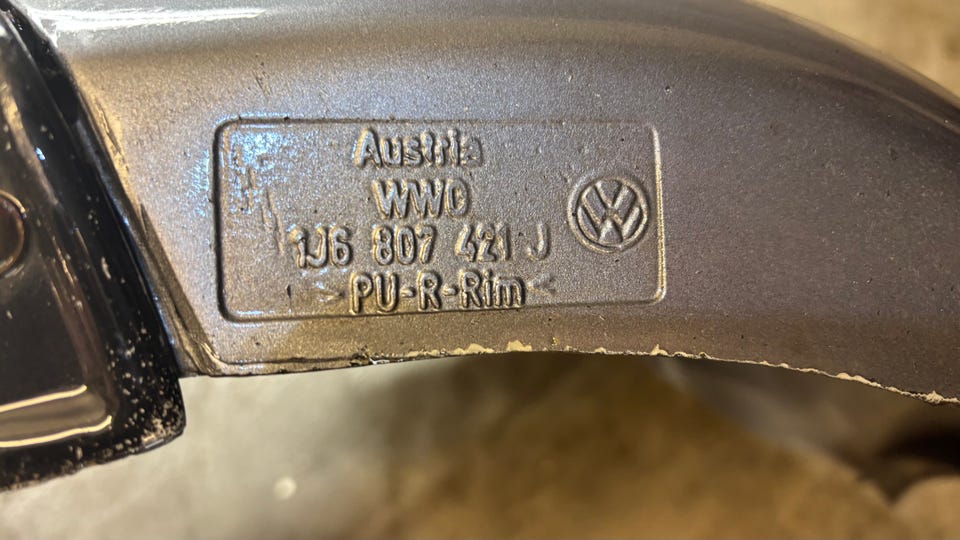 Austria
WWG
1J6 807 421 J
>PU-R-Rim<